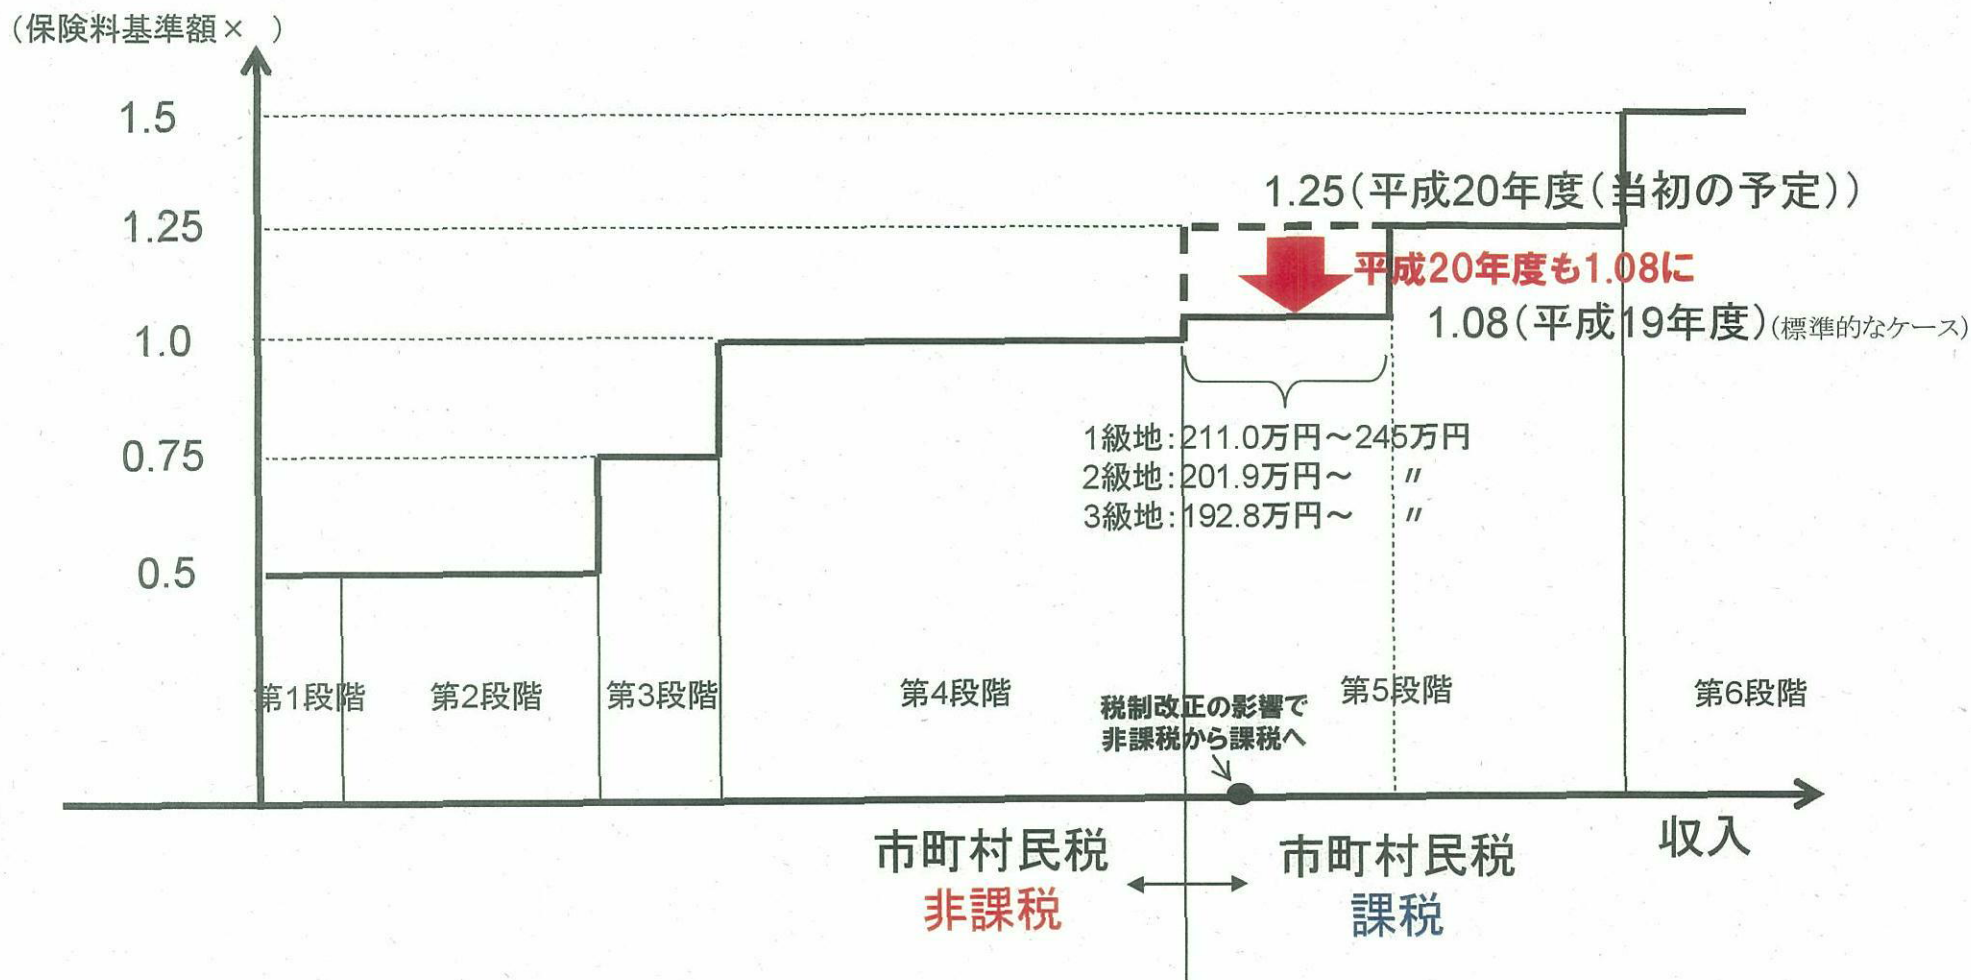 (保険料基準額×　)
1.5
1.25(平成20年度(当初の予定))
1.25
平成20年度も1.08に
1.08(平成19年度)(標準的なケース)
1.0
1級地：211.0万円～245万円
2級地：201.9万円～　〃
3級地：192.8万円～　〃
0.75
0.5
第1段階
第2段階
第3段階
第4段階
第5段階
第6段階
税制改正の影響で
非課税から課税へ
市町村民税
非課税
市町村民税
課税
収入